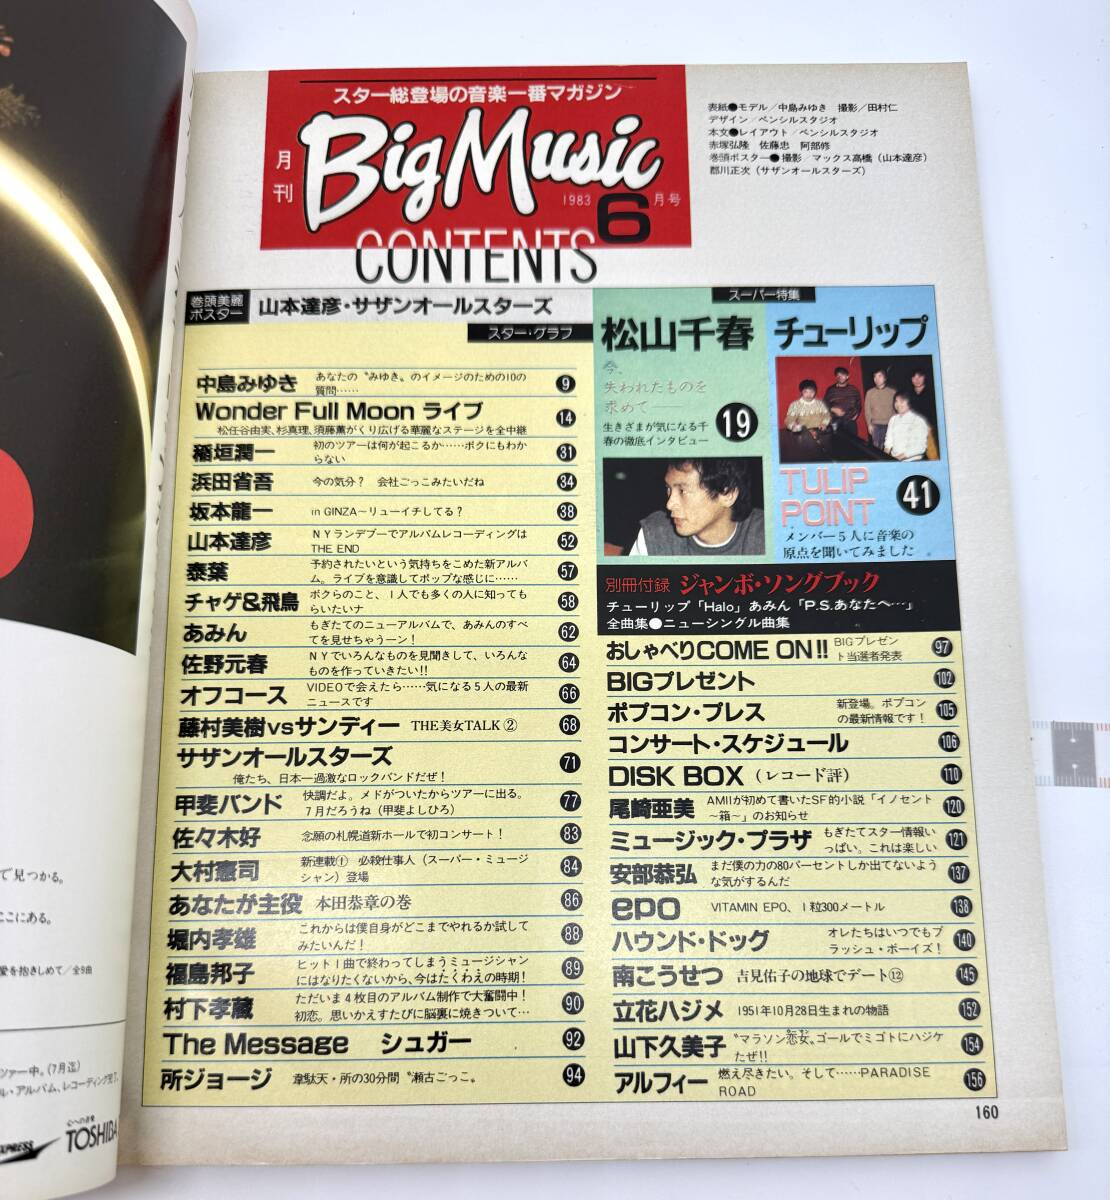 スター総登場の音楽一番マガジン
月刊
Big Music
1983
6
月号
CONTENTS
表紙●モデル/中島みゆき 撮影/田村仁
デザイン/ペンシルスタジオ
本文●レイアウト/ペンシルスタジオ
赤塚弘隆 佐藤忠 阿部修
巻頭ポスター●撮影/マックス高橋(山本達彦)
郡川正次(サザンオールスターズ)
巻頭美麗
ポスター
山本達彦・サザンオールスターズ
スター・グラフ
中島みゆき あなたの〝みゆき〟のイメージのための10の
質問…… 9
Wonder Full Moon ライブ
松任谷由実、杉真理、須藤薫がくり広げる華麗なステージを全中継 14
稲垣潤一 初のツアーは何が起こるか……ボクにもわか
らない 31
浜田省吾 今の気分? 会社ごっこみたいだね 34
坂本龍一 in GINZA〜リューイチしてる? 38
山本達彦 NYランデブーでアルバムレコーディングは
THE END 52
泰葉 予約されたいという気持ちをこめた新アルバ
ム。ライブを意識してポップな感じに…… 57
チャゲ&飛鳥 ボクらのこと、1人でも多くの人に知っても
らいたいナ 58
あみん もぎたてのニューアルバムで、あみんのすべ
てを見せちゃうーン! 62
佐野元春 NYでいろんなものを見聞きして、いろんな
ものを作っていきたい!! 64
オフコース VIDEOで会えたら……気になる5人の最新
ニュースです 66
藤村美樹vsサンディー THE美女TALK② 68
サザンオールスターズ
俺たち、日本一過激なロックバンドだぜ! 71
甲斐バンド 快調だよ。メドがついたからツアーに出る。
7月だろうね(甲斐よしひろ) 77
佐々木好 念願の札幌道新ホールで初コンサート! 83
大村憲司 新連載① 必殺仕事人(スーパー・ミュージ
シャン)登場 84
あなたが主役 本田恭章の巻 86
堀内孝雄 これからは僕自身がどこまでやれるか試して
みたいんだ! 88
福島邦子 ヒット1曲で終わってしまうミュージシャン
にはなりたくないから、今はたくわえの時期! 89
村下孝蔵 ただいま4枚目のアルバム制作で大奮闘中!
初恋。思いかえすたびに脳裏に焼きついて… 90
The Message シュガー 92
所ジョージ 韋駄天・所の30分間〝瀬古ごっこ〟 94
スーパー特集
松山千春
今、
失われたものを
求めて——
生きざまが気になる千
春の徹底インタビュー
19
チューリップ
TULIP
POINT
41
メンバー5人に音楽の
原点を聞いてみました
別冊付録 ジャンボ・ソングブック
チューリップ「Halo」あみん「P.S.あなたへ…」
全曲集●ニューシングル曲集
おしゃべりCOME ON!! BIGプレゼン
ト当選者発表 97
BIGプレゼント 102
ポプコン・プレス 新登場。ポプコン
の最新情報です! 105
コンサート・スケジュール 106
DISK BOX (レコード評) 110
尾崎亜美 AMIIが初めて書いたSF的小説「イノセント
〜箱〜」のお知らせ 120
ミュージック・プラザ もぎたてスター情報い
っぱい。これは楽しい 121
安部恭弘 まだ僕の力の80パーセントしか出てないよう
な気がするんだ 137
epo VITAMIN EPO、1粒300メートル 138
ハウンド・ドッグ オレたちはいつでもブ
ラッシュ・ボーイズ! 140
南こうせつ 吉見佑子の地球でデート⑫ 145
立花ハジメ 1951年10月28日生まれの物語 152
山下久美子 〝マラソン恋女〟ゴールでミゴトにハジケ
たぜ!! 154
アルフィー 燃え尽きたい。そして……PARADISE
ROAD 156
160
で見つかる。
ここにある。
愛を抱きしめて/全9曲
ツアー中。(7月迄)
ル・アルバム、レコーディング完了。
EXPRESS
TOSHIBA